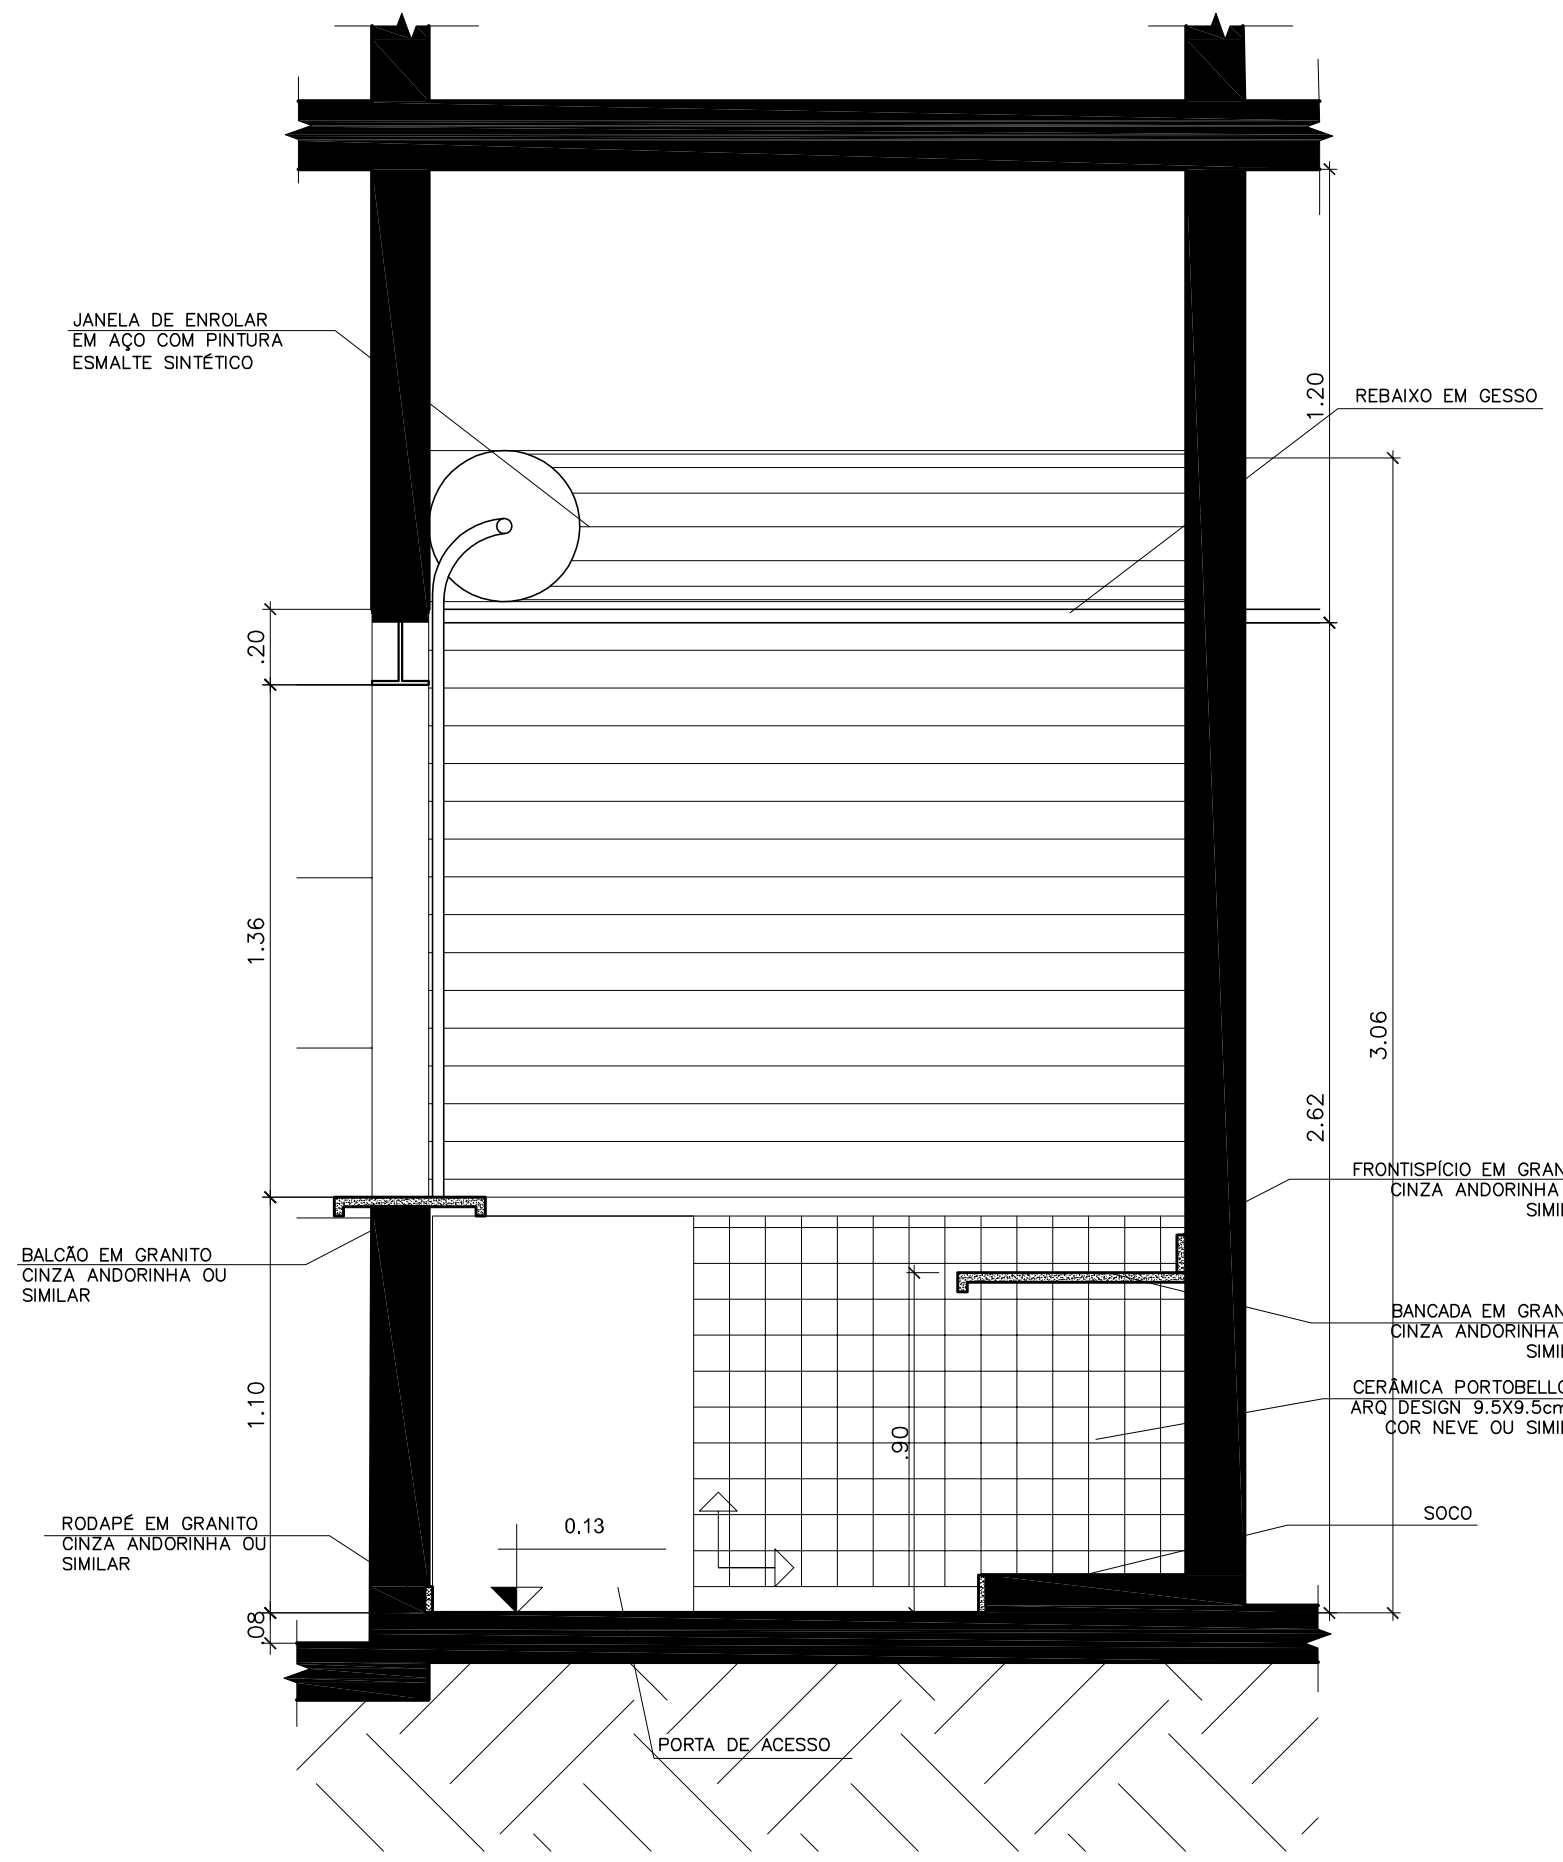 JANELA DE ENROLAR
EM AÇO COM PINTURA
ESMALTE SINTÉTICO
1.20
REBAIXO EM GESSO
.20
1.36
3.06
2.62
FRONTISPÍCIO EM GRAN
CINZA ANDORINHA
SIMI
BALCÃO EM GRANITO
CINZA ANDORINHA OU
SIMILAR
BANCADA EM GRAN
CINZA ANDORINHA
SIMI
1.10
CERÂMICA PORTOBELLO
ARQ DESIGN 9.5X9.5cm
COR NEVE OU SIMI
.90
RODAPÉ EM GRANITO
CINZA ANDORINHA OU
SIMILAR
0.13
SOCO
.08
PORTA DE ACESSO